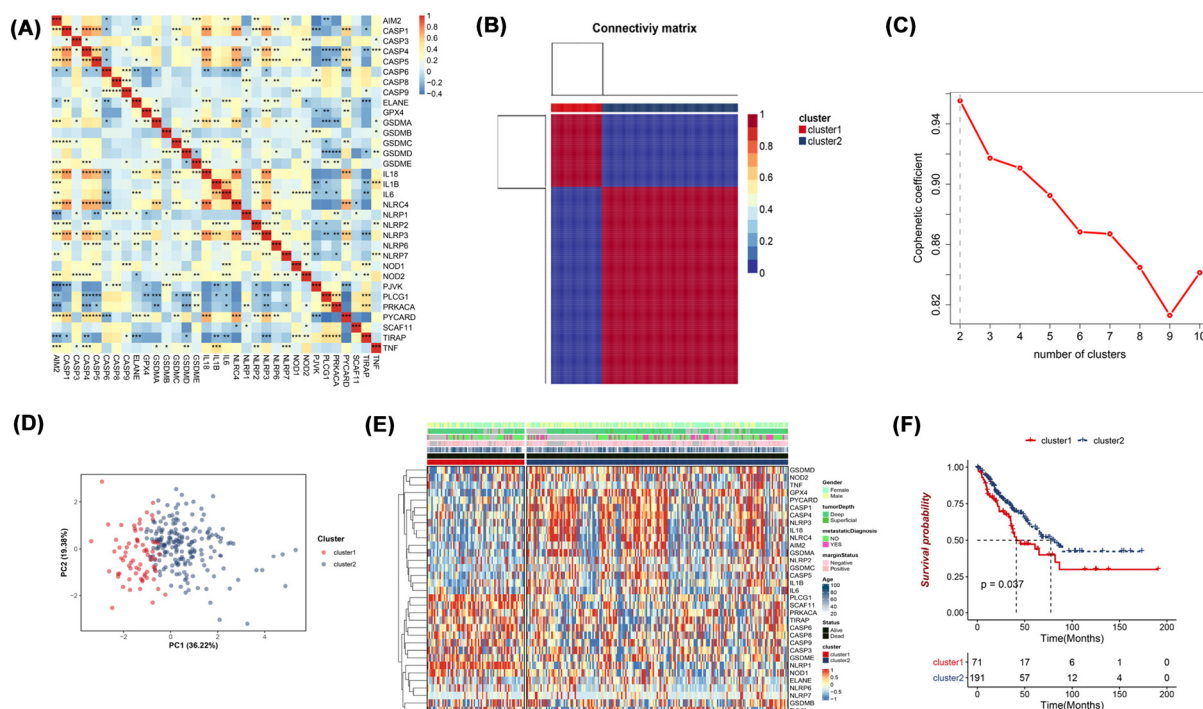 (A)
AIM2
CASP1
CASP3
CASP4
CASP5
CASP6
CASP8
CASP9
ELANE
GPX4
GSDMA
GSDMB
GSDMC
GSDMD
GSDME
IL18
IL1B
IL6
NLRC4
NLRP1
NLRP2
NLRP3
NLRP6
NLRP7
NOD1
NOD2
PJVK
PLCG1
PRKACA
PYCARD
SCAF11
TIRAP
TNF
1
0.8
0.6
0.4
0.2
0
−0.2
−0.4
AIM2 CASP1 CASP3 CASP4 CASP5 CASP6 CASP8 CASP9 ELANE GPX4 GSDMA GSDMB GSDMC GSDMD GSDME IL18 IL1B IL6 NLRC4 NLRP1 NLRP2 NLRP3 NLRP6 NLRP7 NOD1 NOD2 PJVK PLCG1 PRKACA PYCARD SCAF11 TIRAP TNF
(B)
Connectiviy matrix
1
0.8
0.6
0.4
0.2
0
cluster
cluster1
cluster2
(C)
Cophenetic coefficient
0.94
0.90
0.86
0.82
2 3 4 5 6 7 8 9 10
number of clusters
(D)
PC2 (19.38%)
2
0
−2
−2 0 2 4
PC1 (36.22%)
Cluster
cluster1
cluster2
(E)
GSDMD
NOD2
TNF
GPX4
PYCARD
CASP1
CASP4
NLRP3
IL18
NLRC4
AIM2
GSDMA
NLRP2
GSDMC
CASP5
IL1B
IL6
PLCG1
SCAF11
PRKACA
TIRAP
CASP6
CASP8
CASP9
CASP3
GSDME
NLRP1
NOD1
ELANE
NLRP6
NLRP7
GSDMB
Gender
Female
Male
tumorDepth
Deep
Superficial
metastaticDiagnosis
NO
YES
marginStatus
Negative
Positive
Age
100
80
60
40
20
Status
Alive
Dead
cluster
cluster1
cluster2
1
0.5
0
−0.5
−1
(F)
cluster1 cluster2
Survival probability
1.00
0.75
0.50
0.25
0.00
p = 0.037
0 50 100 150 200
Time(Months)
cluster1 71 17 6 1 0
cluster2 191 57 12 4 0
0 50 100 150 200
Time(Months)